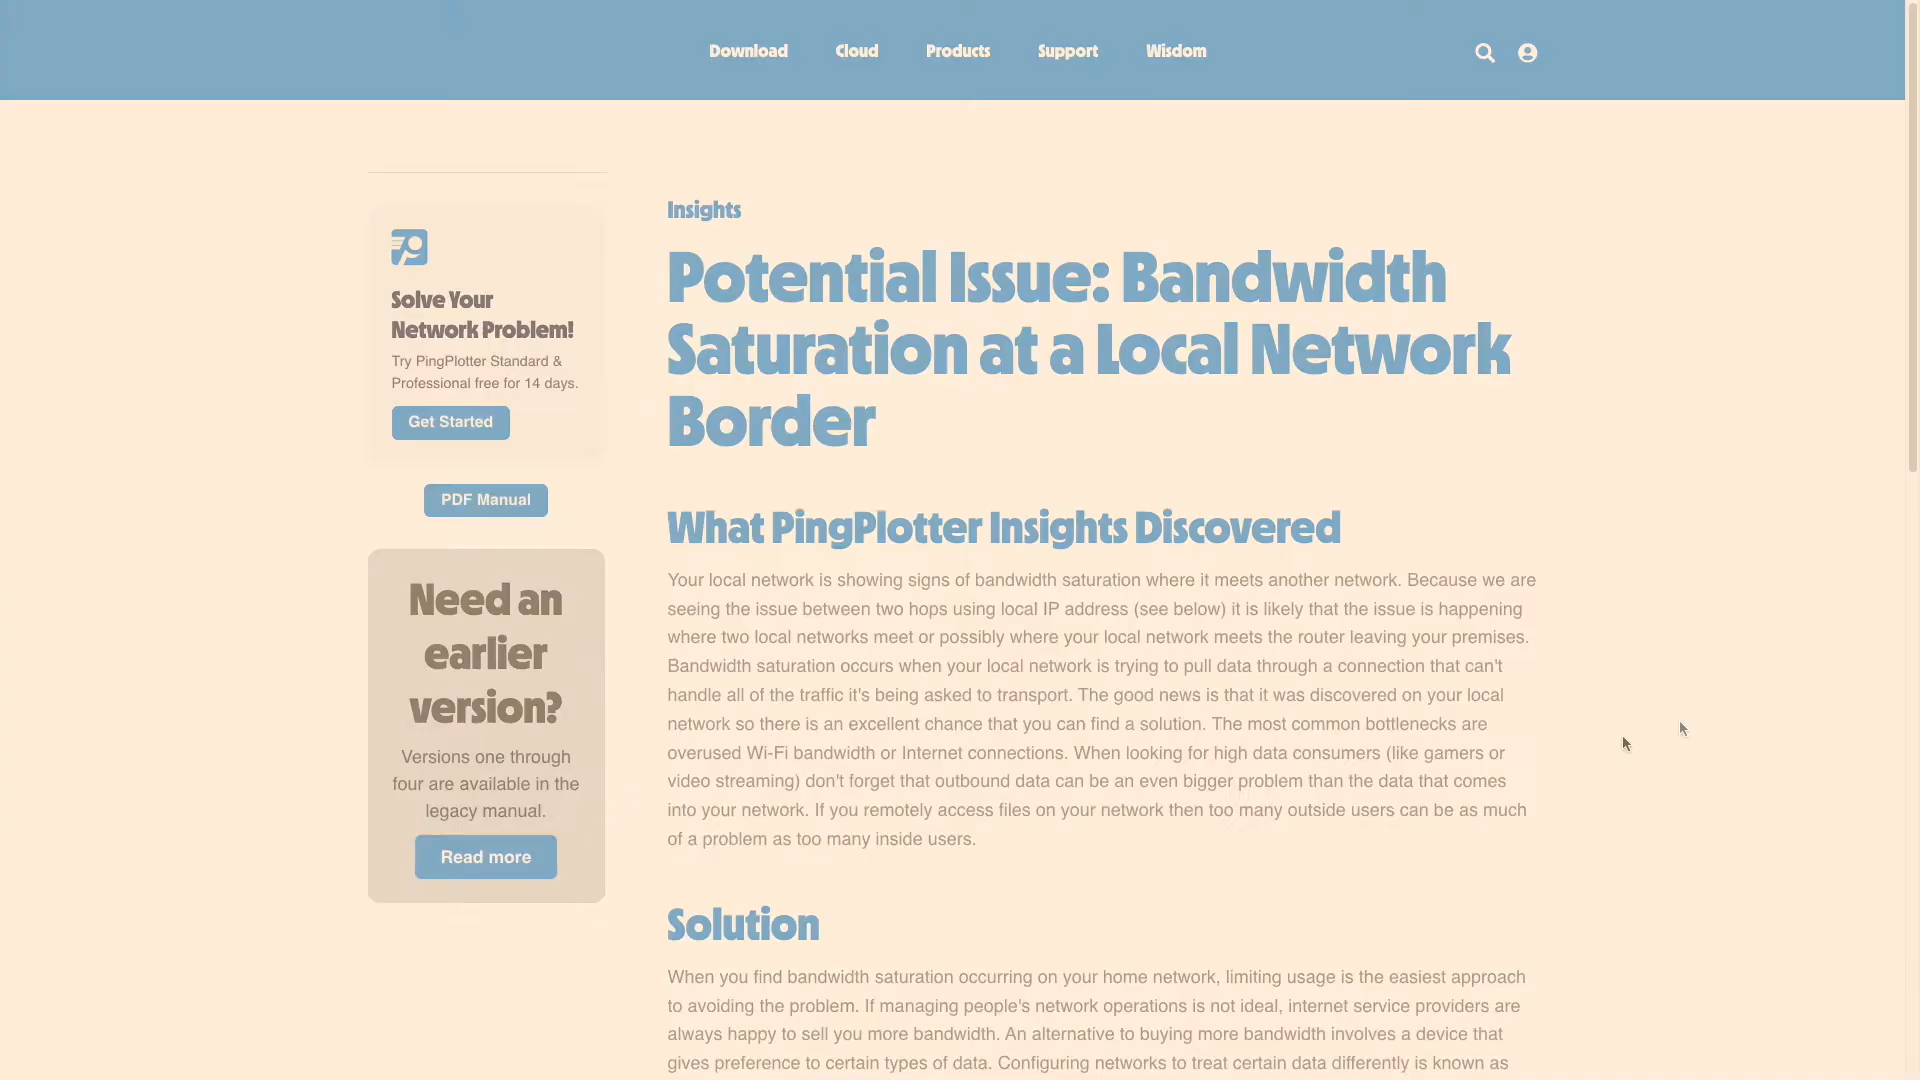 Download Cloud Products Support Wisdom
Solve Your
Network Problem!
Try PingPlotter Standard &
Professional free for 14 days.
Get Started
PDF Manual
Need an
earlier
version?
Versions one through
four are available in the
legacy manual.
Read more
Insights
Potential Issue: Bandwidth
Saturation at a Local Network
Border
What PingPlotter Insights Discovered
Your local network is showing signs of bandwidth saturation where it meets another network. Because we are
seeing the issue between two hops using local IP address (see below) it is likely that the issue is happening
where two local networks meet or possibly where your local network meets the router leaving your premises.
Bandwidth saturation occurs when your local network is trying to pull data through a connection that can't
handle all of the traffic it's being asked to transport. The good news is that it was discovered on your local
network so there is an excellent chance that you can find a solution. The most common bottlenecks are
overused Wi-Fi bandwidth or Internet connections. When looking for high data consumers (like gamers or
video streaming) don't forget that outbound data can be an even bigger problem than the data that comes
into your network. If you remotely access files on your network then too many outside users can be as much
of a problem as too many inside users.
Solution
When you find bandwidth saturation occurring on your home network, limiting usage is the easiest approach
to avoiding the problem. If managing people's network operations is not ideal, internet service providers are
always happy to sell you more bandwidth. An alternative to buying more bandwidth involves a device that
gives preference to certain types of data. Configuring networks to treat certain data differently is known as